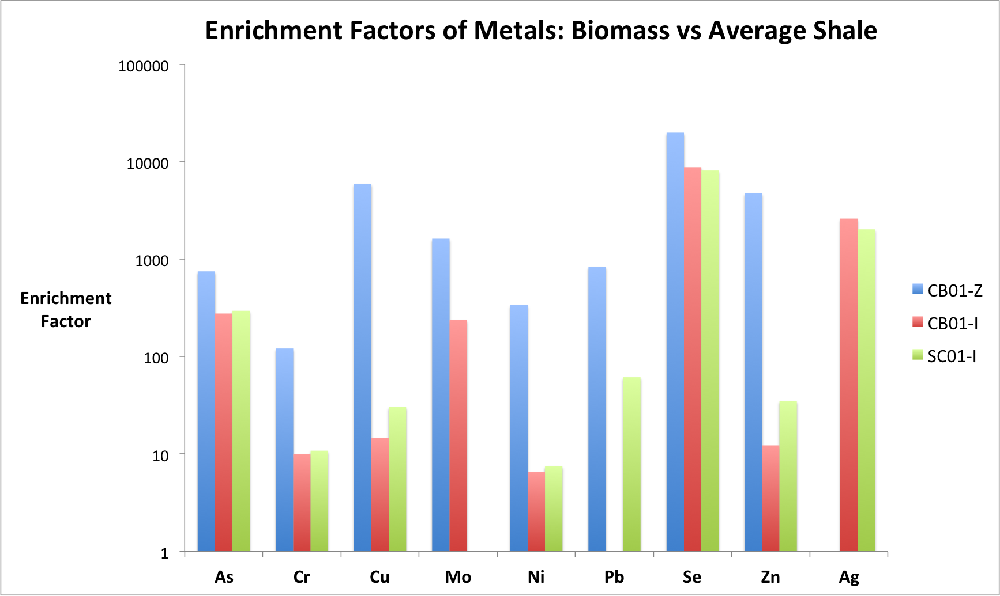 Enrichment Factors of Metals: Biomass vs Average Shale
100000
10000
1000
100
10
1
Enrichment
Factor
CB01-Z
CB01-I
SC01-I
As Cr Cu Mo Ni Pb Se Zn Ag